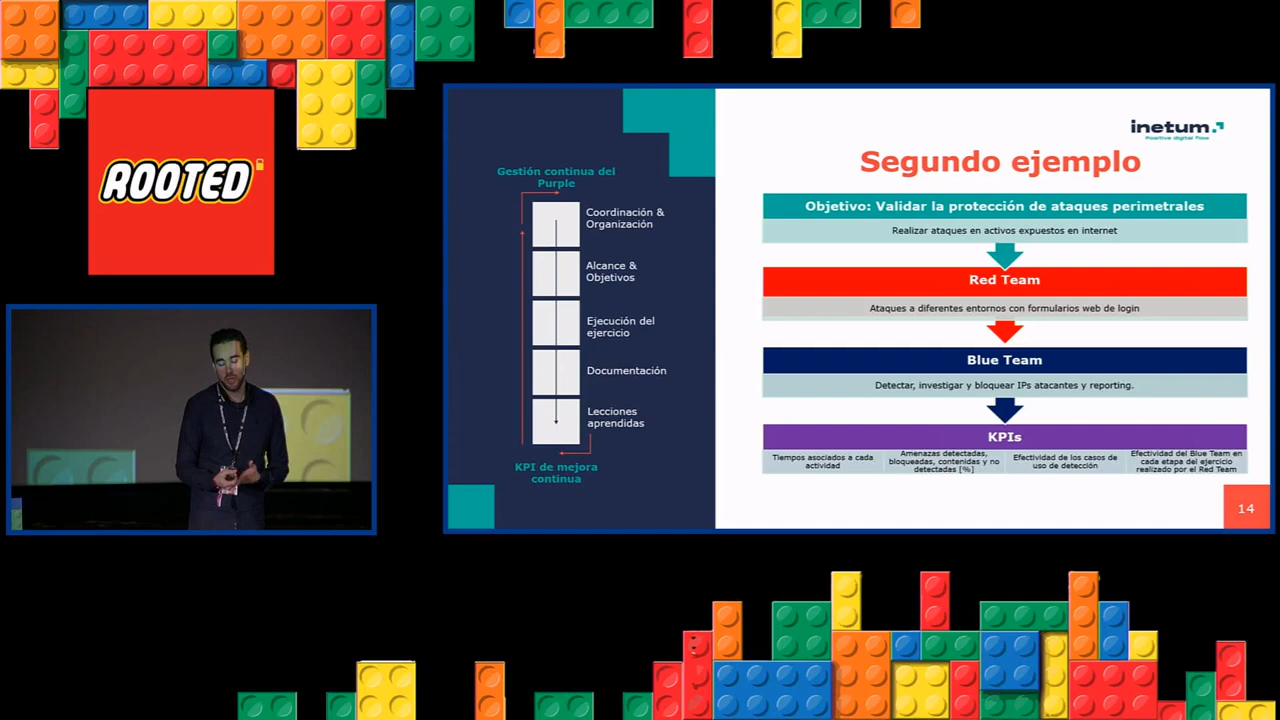 ROOTED
Gestión continua del
Purple
Coordinación &
Organización
Alcance &
Objetivos
Ejecución del
ejercicio
Documentación
Lecciones
aprendidas
KPI de mejora
continua
inetum.
Positive digital flow
Segundo ejemplo
Objetivo: Validar la protección de ataques perimetrales
Realizar ataques en activos expuestos en internet
Red Team
Ataques a diferentes entornos con formularios web de login
Blue Team
Detectar, investigar y bloquear IPs atacantes y reporting.
KPIs
Tiempos asociados a cada
actividad
Amenazas detectadas,
bloqueadas, contenidas y no
detectadas [%]
Efectividad de los casos de
uso de detección
Efectividad del Blue Team en
cada etapa del ejercicio
realizado por el Red Team
14